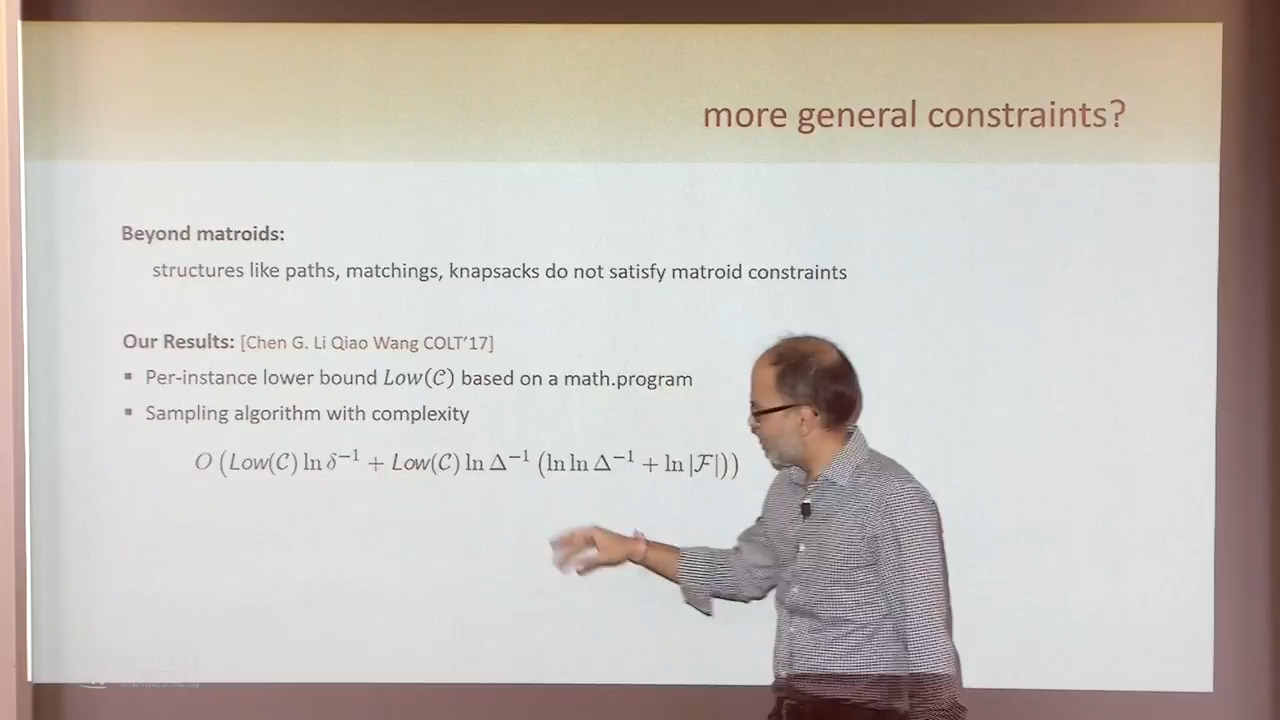 more general constraints?
Beyond matroids:
structures like paths, matchings, knapsacks do not satisfy matroid constraints
Our Results: [Chen G. Li Qiao Wang COLT'17]
▪ Per-instance lower bound Low(𝒞) based on a math.program
▪ Sampling algorithm with complexity
O (Low(𝒞) ln δ⁻¹ + Low(𝒞) ln Δ⁻¹ (ln ln Δ⁻¹ + ln |ℱ|))